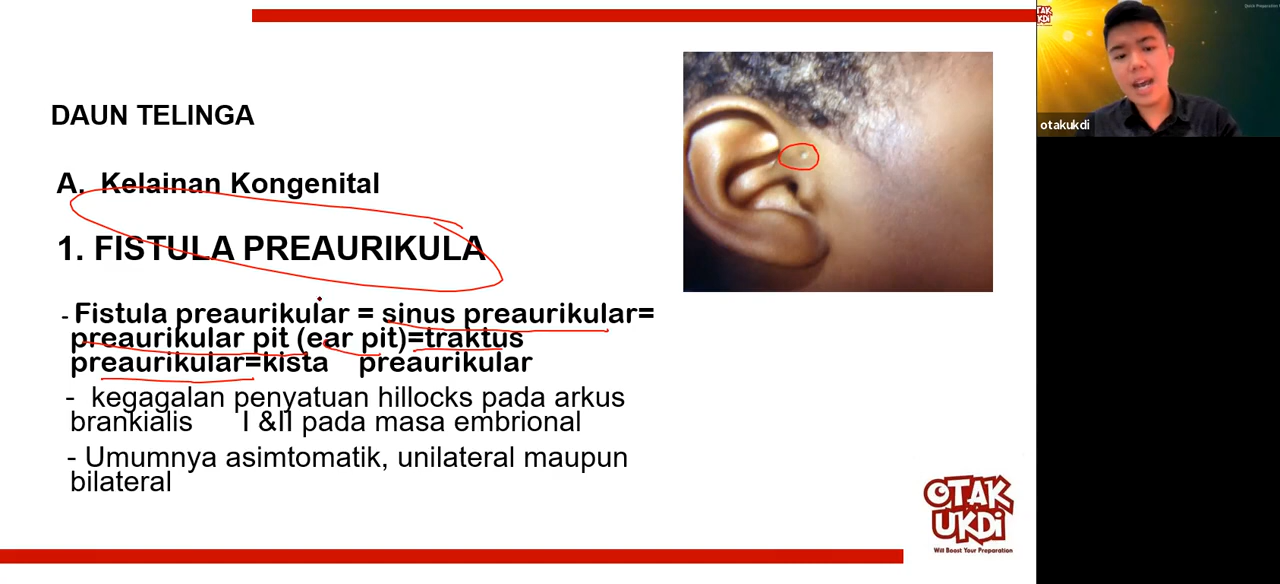 DAUN TELINGA
A. Kelainan Kongenital
1. FISTULA PREAURIKULA
- Fistula preaurikular = sinus preaurikular=
preaurikular pit (ear pit)=traktus
preaurikular=kista preaurikular
- kegagalan penyatuan hillocks pada arkus
brankialis I &II pada masa embrional
- Umumnya asimtomatik, unilateral maupun
bilateral
OTAK
UKDi
Will Boost Your Preparation
TAK
KDi
otakukdi